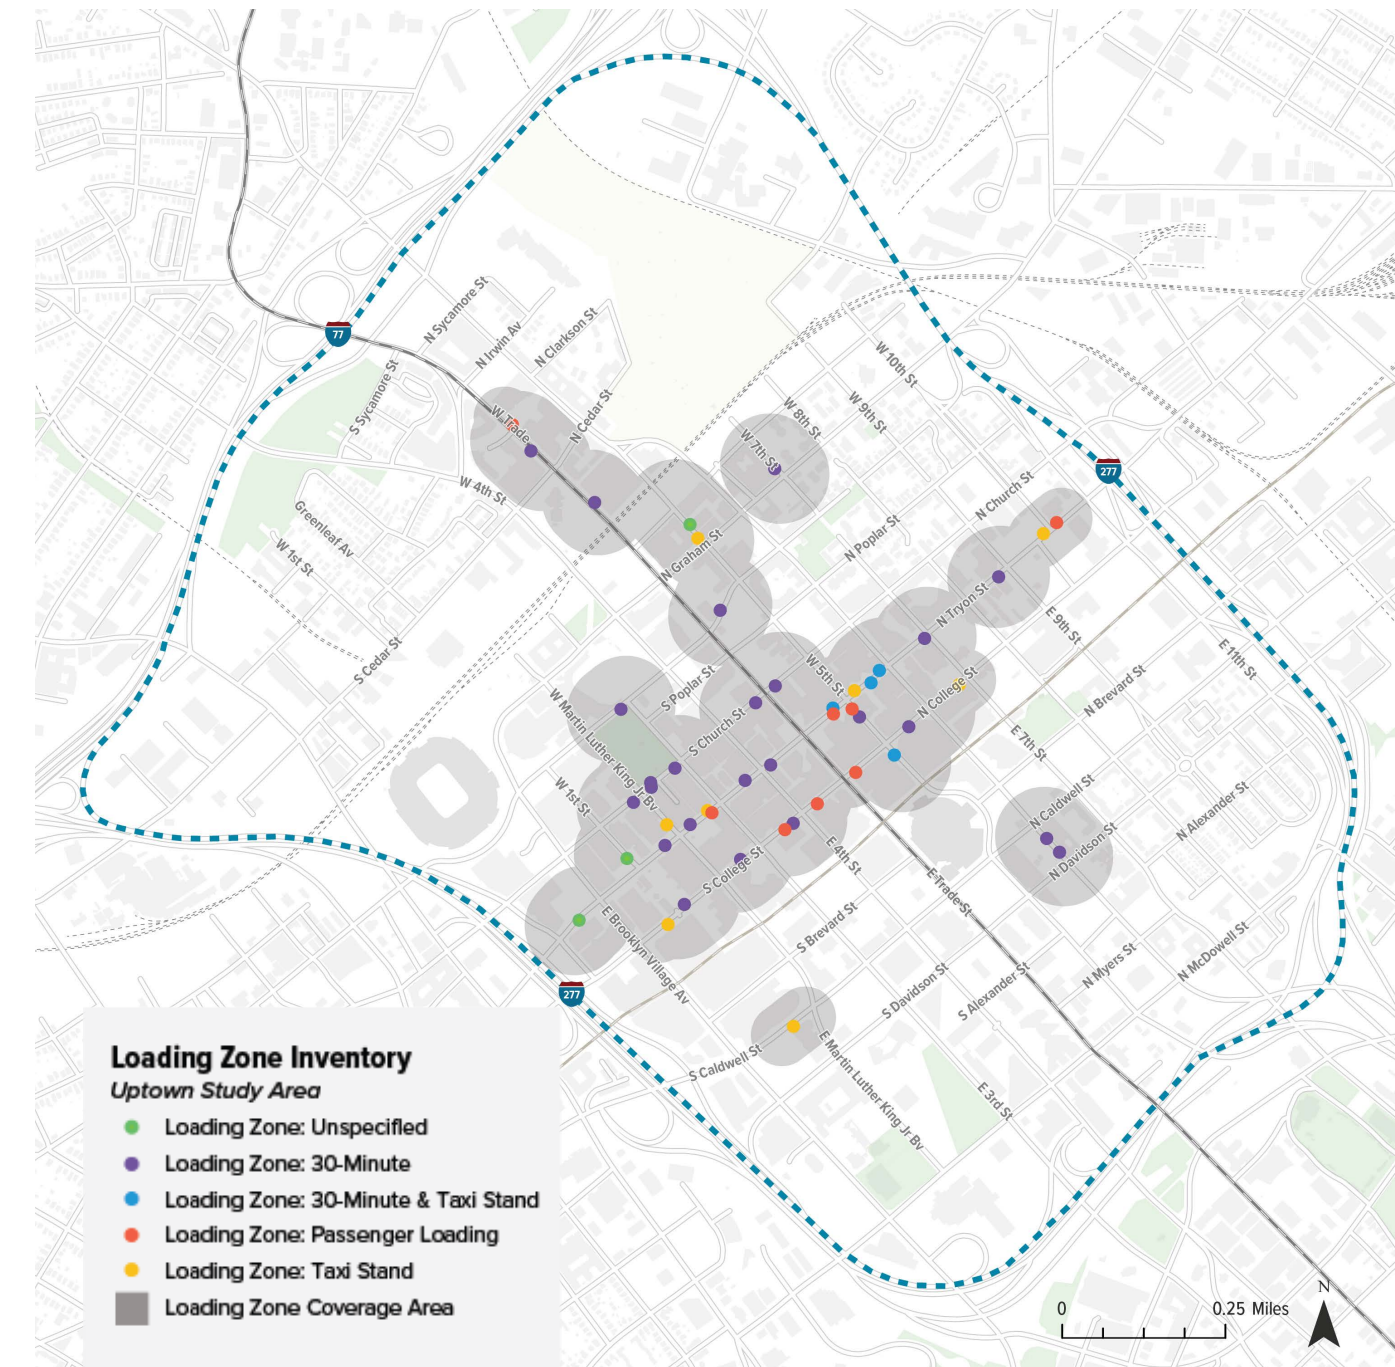 N Sycamore St
N Irwin Av
N Clarkson St
77
S Sycamore St
N Cedar St
W 10th St
W 9th St
W 8th St
W 7th St
W Trade
W 4th St
277
N Church St
Greenleaf Av
W 1st St
N Graham St
N Poplar St
N Tryon St
E 9th St
E 11th St
S Cedar St
S Poplar St
W 5th St
N College St
N Brevard St
W Martin Luther King Jr Bv
S Church St
E 7th St
W 1st St
N Caldwell St
N Alexander St
N Davidson St
E 4th St
S College St
E Trade St
E Brooklyn Village Av
S Brevard St
N Myers St
N McDowell St
S Davidson St
S Alexander St
277
S Caldwell St
E Martin Luther King Jr Bv
E 3rd St
Loading Zone Inventory
Uptown Study Area
Loading Zone: Unspecified
Loading Zone: 30-Minute
Loading Zone: 30-Minute & Taxi Stand
Loading Zone: Passenger Loading
Loading Zone: Taxi Stand
Loading Zone Coverage Area
0 0.25 Miles
N